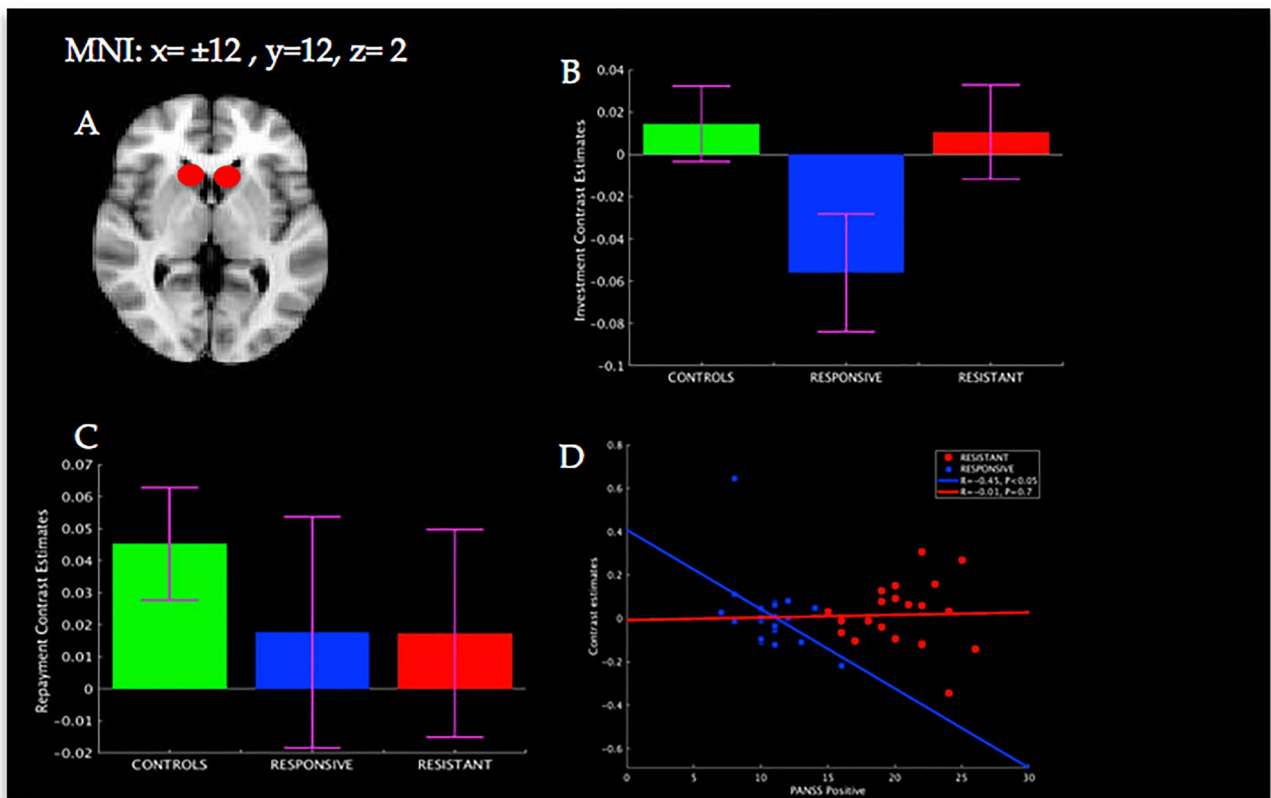 MNI: x= ±12 , y=12, z= 2
A
B
Investment Contrast Estimates
0.04
0.02
0
−0.02
−0.04
−0.06
−0.08
−0.1
CONTROLS
RESPONSIVE
RESISTANT
C
Repayment Contrast Estimates
0.07
0.06
0.05
0.04
0.03
0.02
0.01
0
−0.01
−0.02
CONTROLS
RESPONSIVE
RESISTANT
D
Contrast estimates
0.8
0.6
0.4
0.2
0
−0.2
−0.4
−0.6
RESISTANT
RESPONSIVE
R=−0.45, P<0.05
R=−0.01, P=0.7
0
5
10
15
20
25
30
PANSS Positive